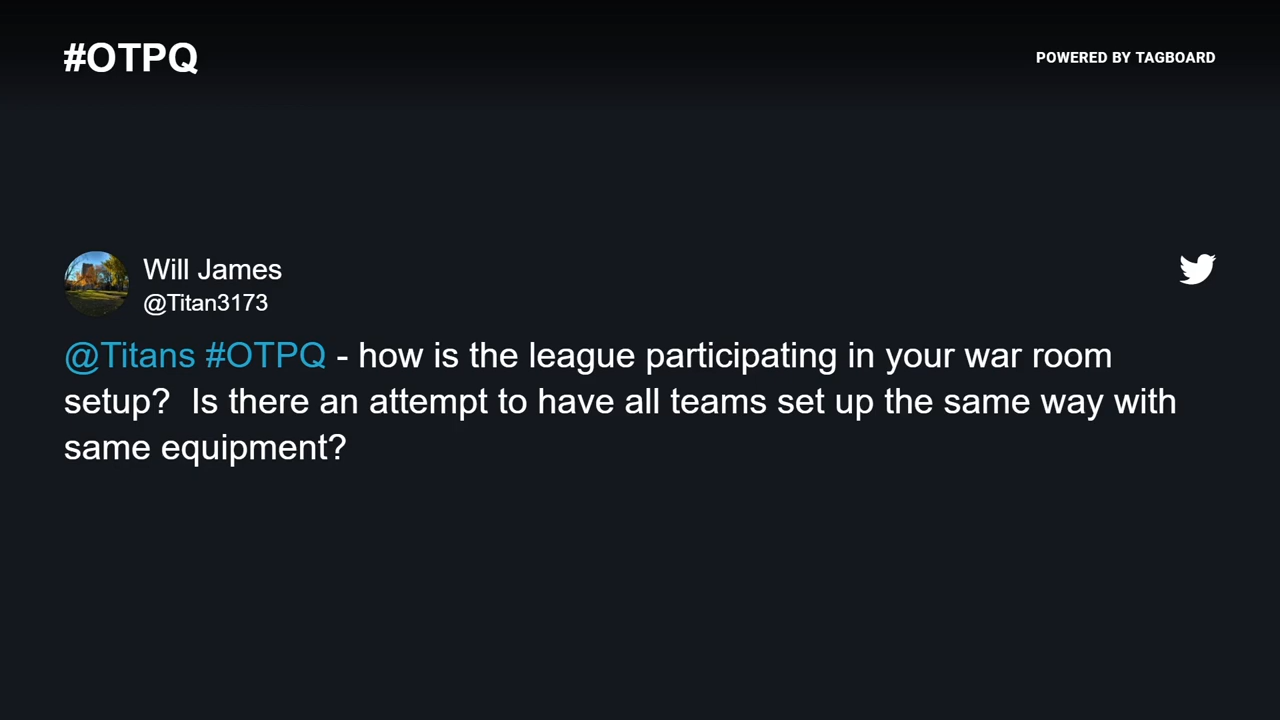 #OTPQ
POWERED BY TAGBOARD
Will James
@Titan3173
@Titans #OTPQ - how is the league participating in your war room
setup?  Is there an attempt to have all teams set up the same way with
same equipment?